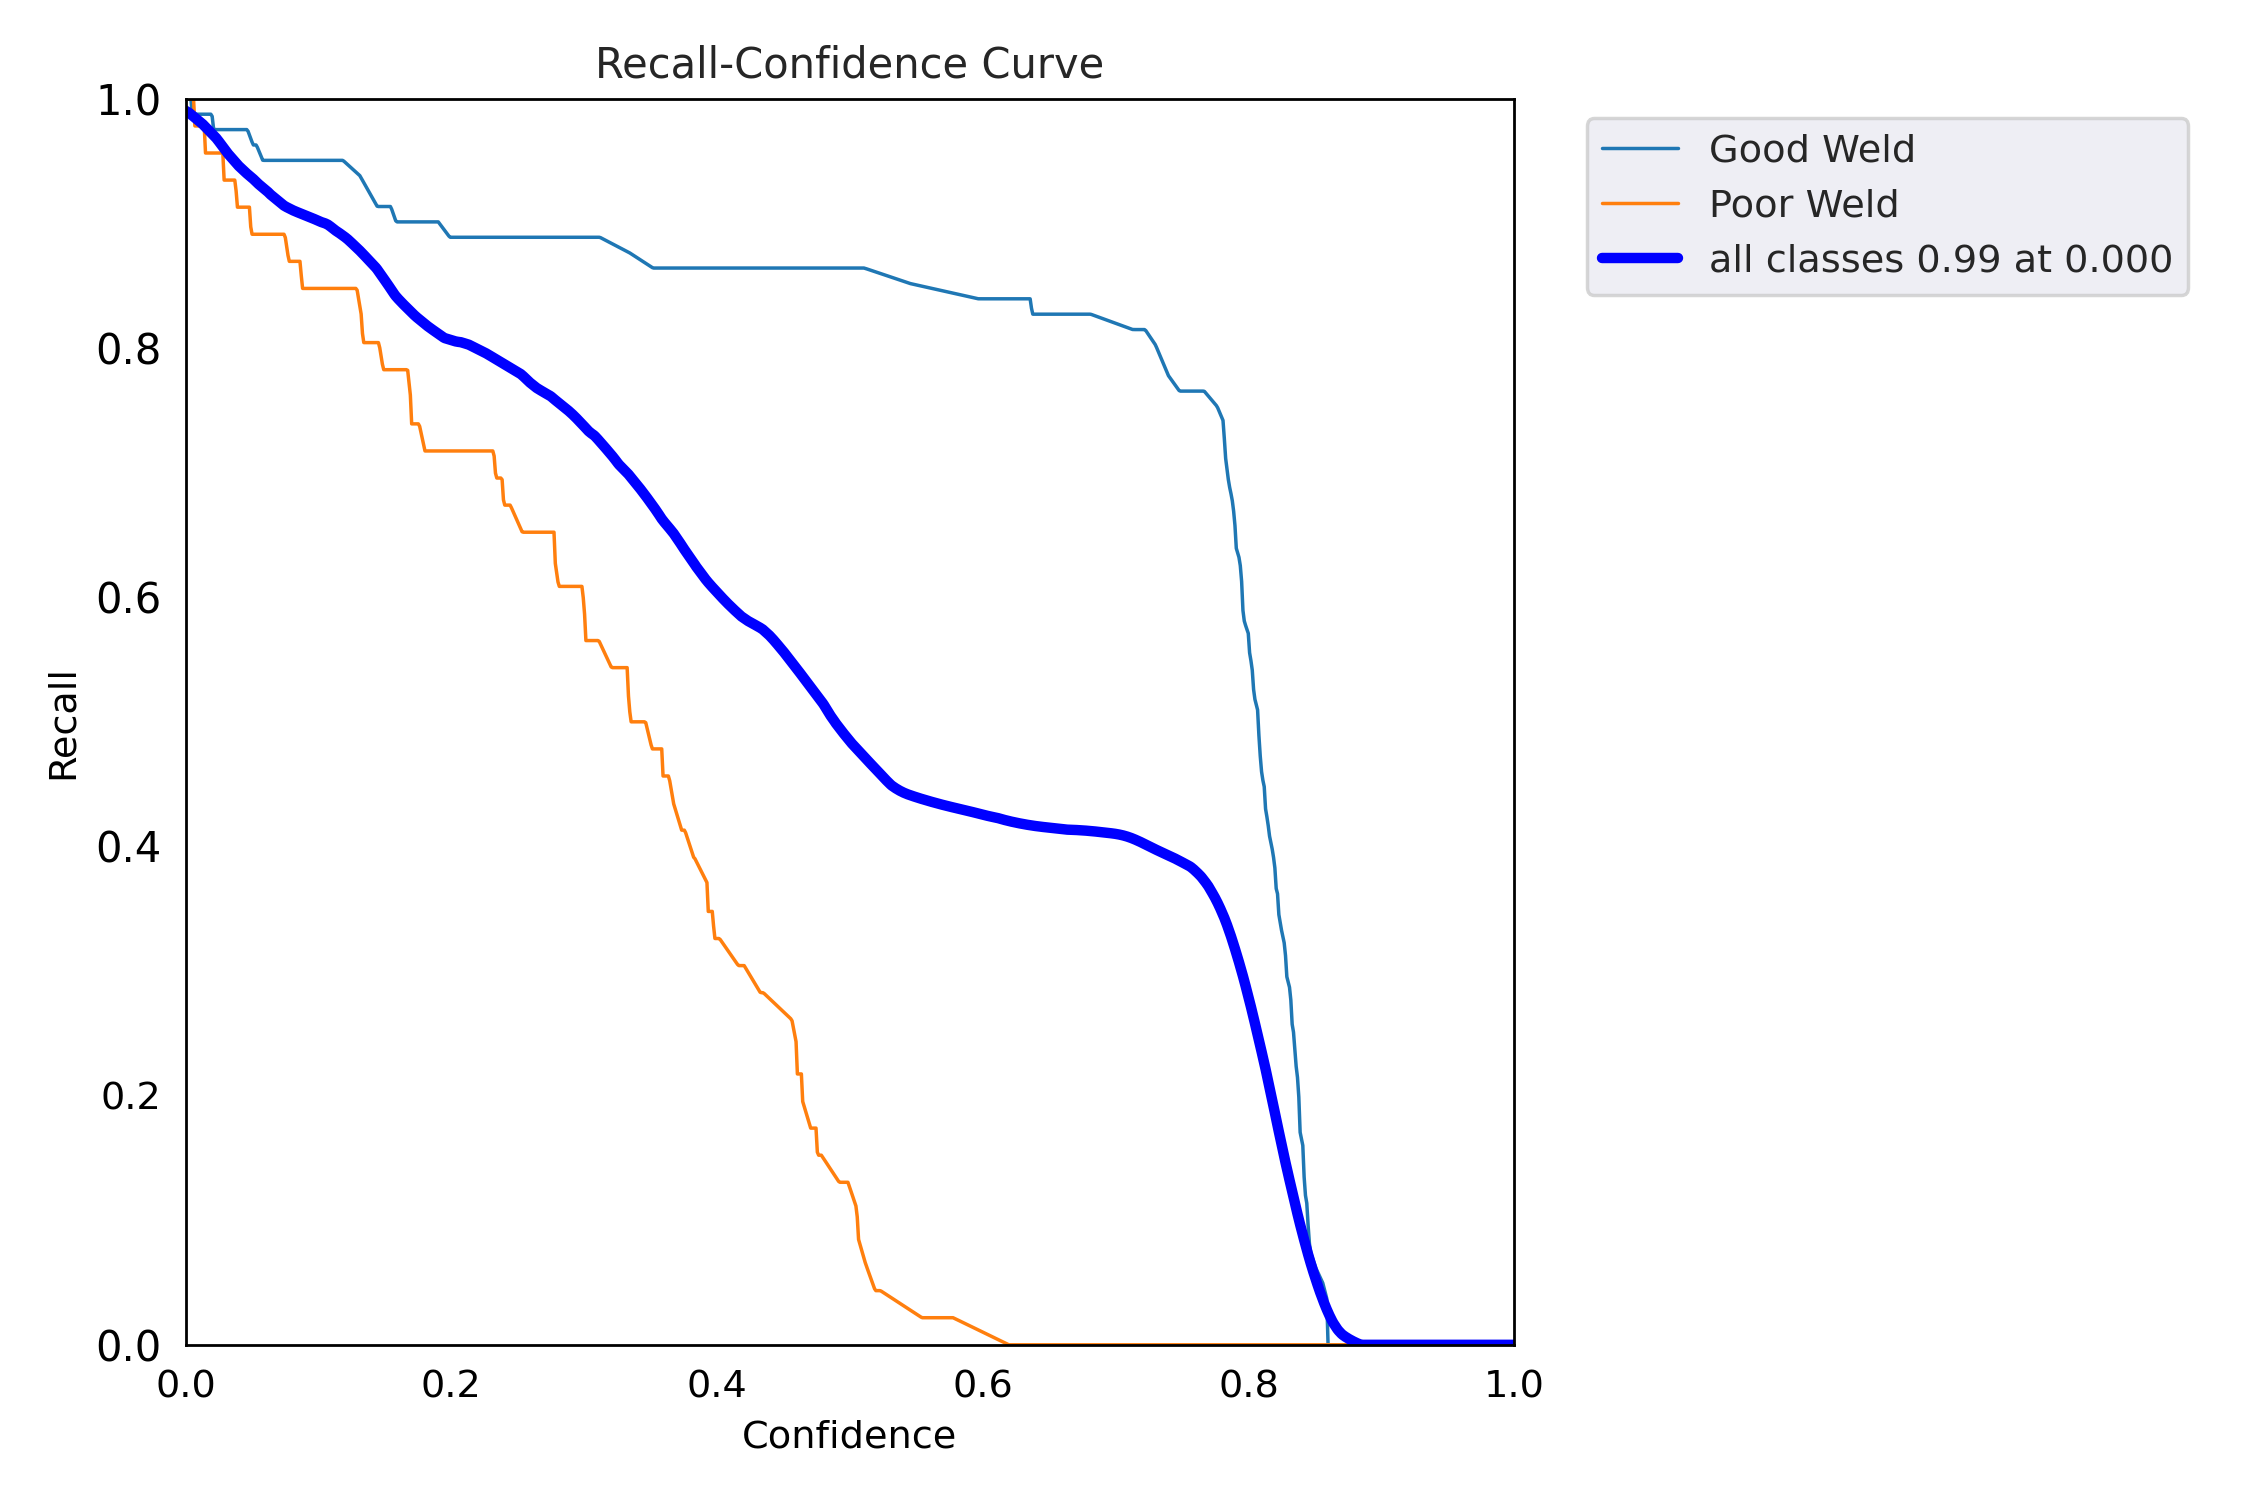 Recall-Confidence Curve
1.0
0.8
0.6
0.4
0.2
0.0
Recall
0.0 0.2 0.4 0.6 0.8 1.0
Confidence
Good Weld
Poor Weld
all classes 0.99 at 0.000